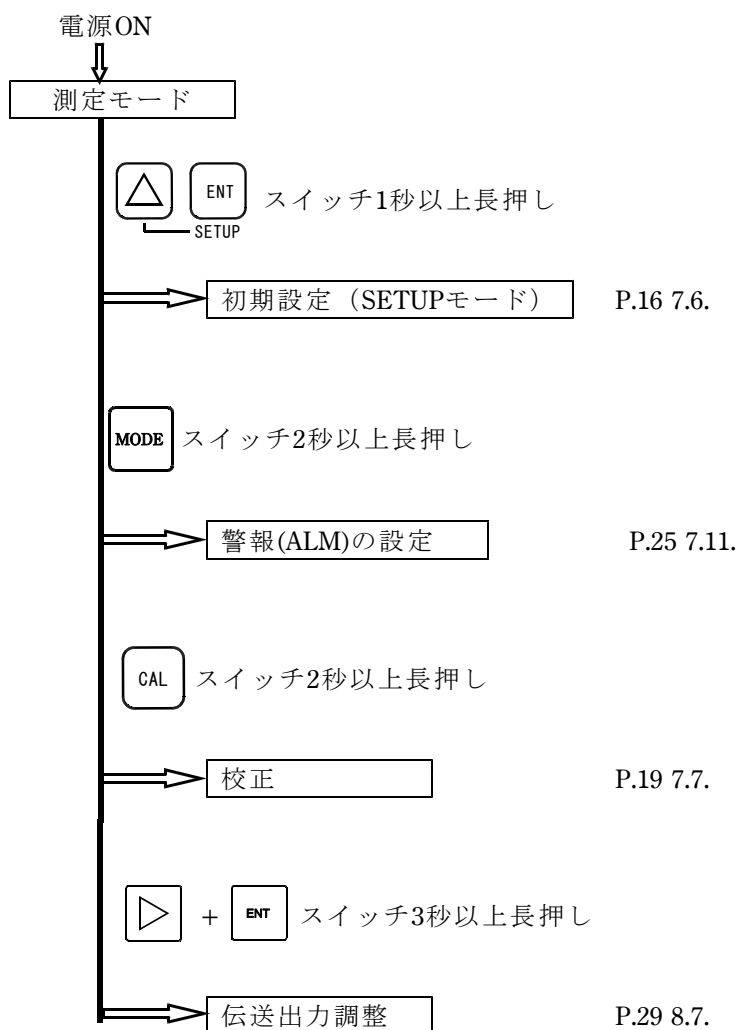 電源ON
測定モード
ENT スイッチ1秒以上長押し
SETUP
初期設定（SETUPモード） P.16 7.6.
MODE スイッチ2秒以上長押し
警報(ALM)の設定 P.25 7.11.
CAL スイッチ2秒以上長押し
校正 P.19 7.7.
+ ENT スイッチ3秒以上長押し
伝送出力調整 P.29 8.7.